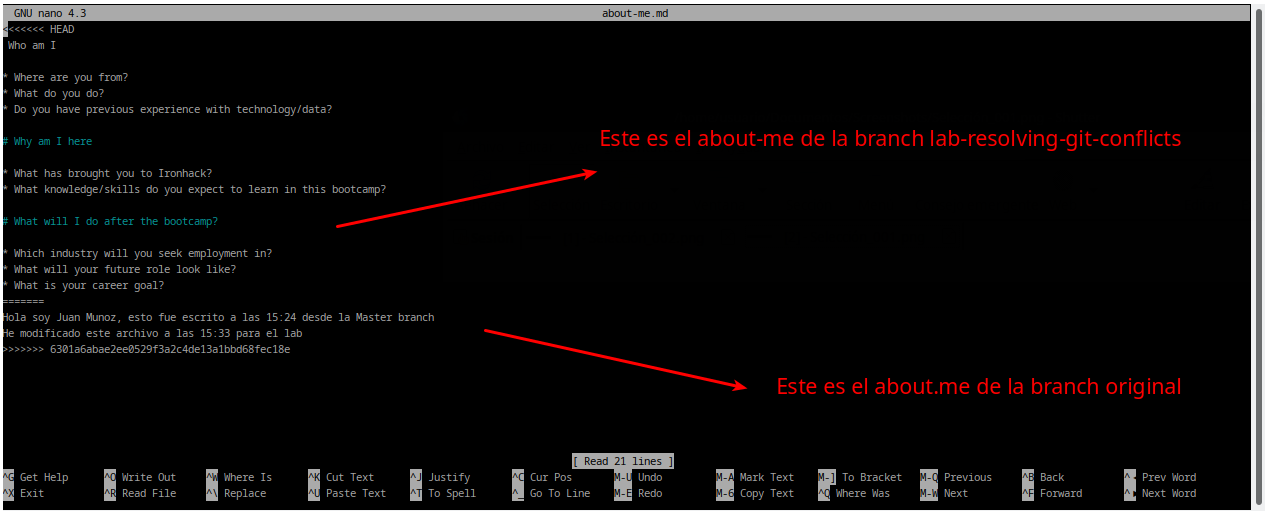 GNU nano 4.3 about-me.md
<<<<<<< HEAD
Who am I
* Where are you from?
* What do you do?
* Do you have previous experience with technology/data?
# Why am I here
* What has brought you to Ironhack?
* What knowledge/skills do you expect to learn in this bootcamp?
# What will I do after the bootcamp?
* Which industry will you seek employment in?
* What will your future role look like?
* What is your career goal?
=======
Hola soy Juan Munoz, esto fue escrito a las 15:24 desde la Master branch
He modificado este archivo a las 15:33 para el lab
>>>>>>> 6301a6abae2ee0529f3a2c4de13a1bbd68fec18e
Este es el about-me de la branch lab-resolving-git-conflicts
Este es el about.me de la branch original
[ Read 21 lines ]
^G Get Help ^O Write Out ^W Where Is ^K Cut Text ^J Justify ^C Cur Pos M-U Undo M-A Mark Text M-] To Bracket M-Q Previous ^B Back ^◂ Prev Word
^X Exit ^R Read File ^\ Replace ^U Paste Text ^T To Spell ^_ Go To Line M-E Redo M-6 Copy Text ^Q Where Was M-W Next ^F Forward ^▸ Next Word